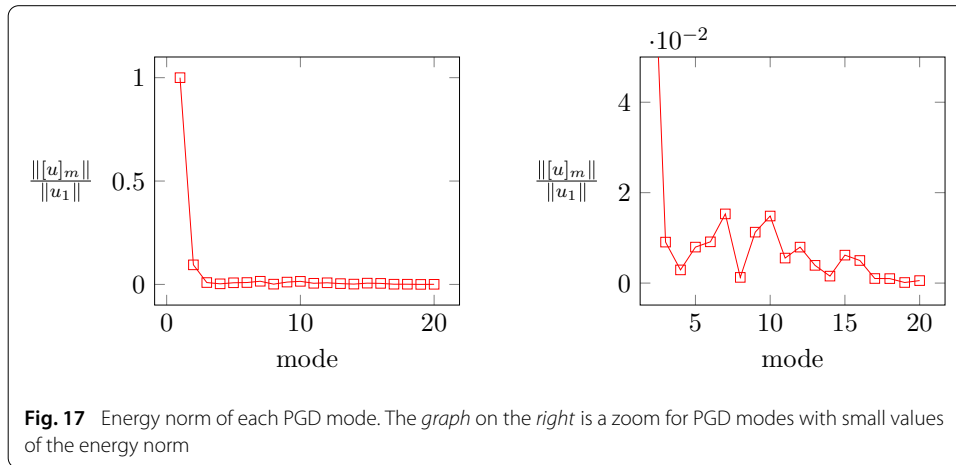 1
0.5
0
‖[u]ₘ‖
‖u₁‖
0 10 20
mode
·10⁻²
4
2
0
‖[u]ₘ‖
‖u₁‖
5 10 15 20
mode
Fig. 17 Energy norm of each PGD mode. The graph on the right is a zoom for PGD modes with small values
of the energy norm